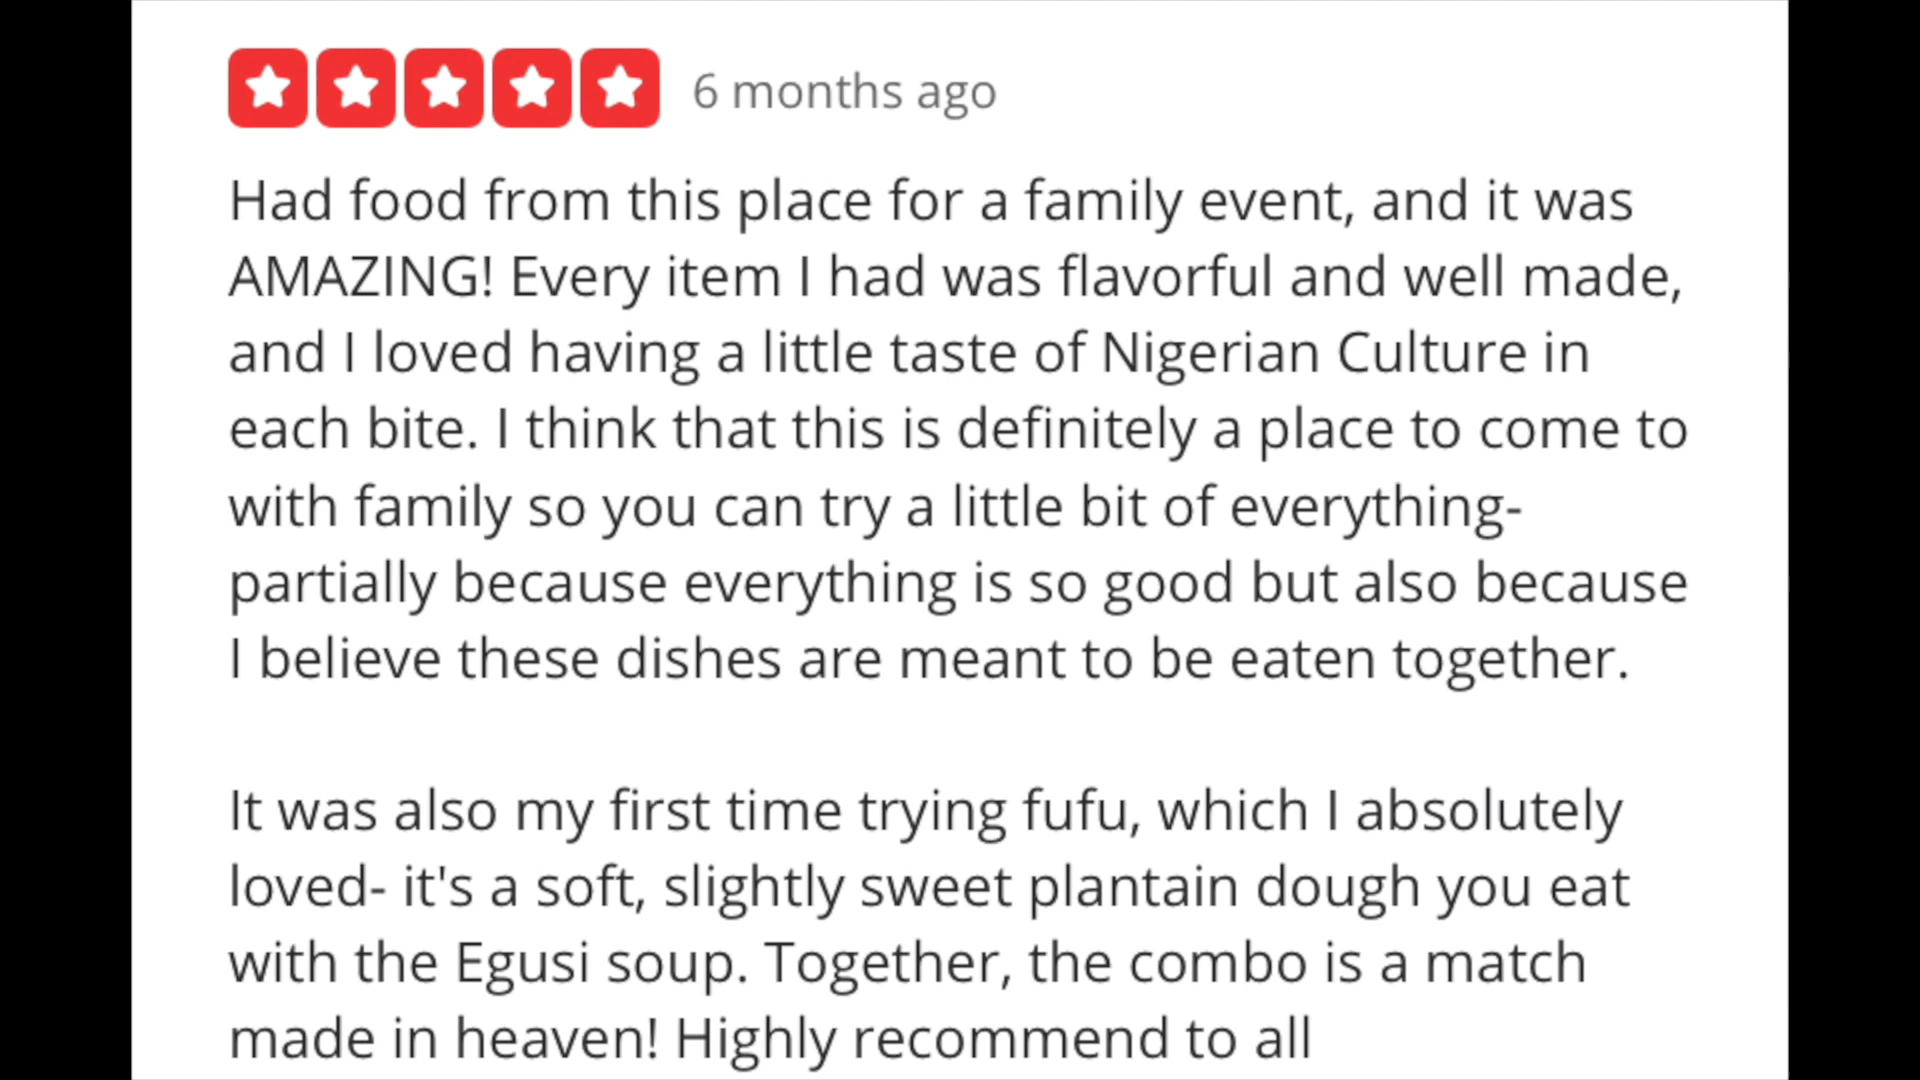 6 months ago
Had food from this place for a family event, and it was
AMAZING! Every item I had was flavorful and well made,
and I loved having a little taste of Nigerian Culture in
each bite. I think that this is definitely a place to come to
with family so you can try a little bit of everything-
partially because everything is so good but also because
I believe these dishes are meant to be eaten together.
It was also my first time trying fufu, which I absolutely
loved- it's a soft, slightly sweet plantain dough you eat
with the Egusi soup. Together, the combo is a match
made in heaven! Highly recommend to all